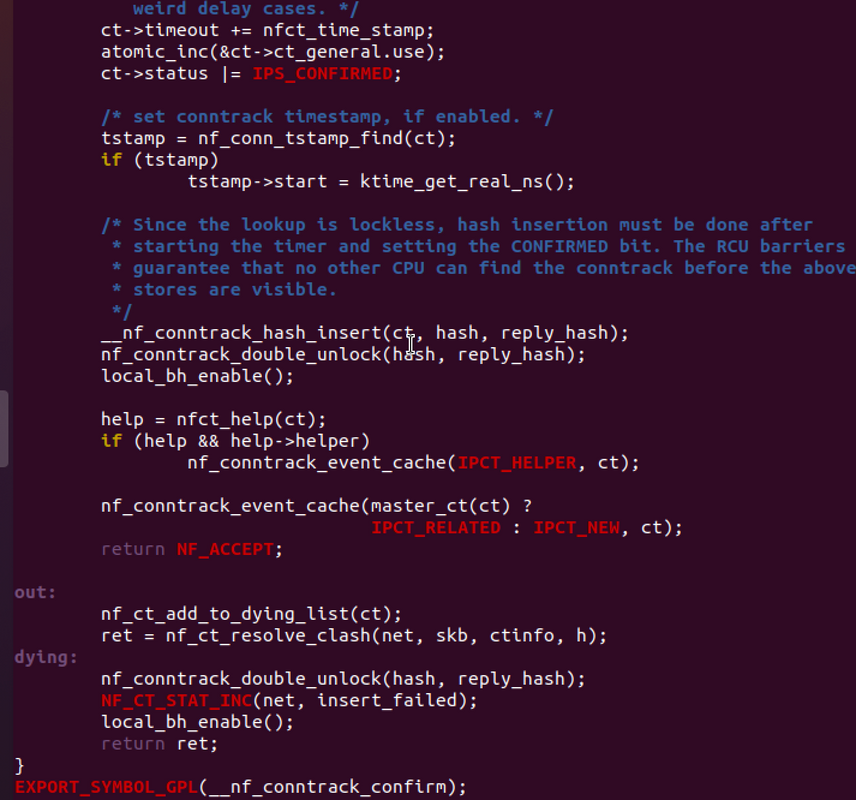 weird delay cases. */
ct->timeout += nfct_time_stamp;
atomic_inc(&ct->ct_general.use);
ct->status |= IPS_CONFIRMED;
/* set conntrack timestamp, if enabled. */
tstamp = nf_conn_tstamp_find(ct);
if (tstamp)
tstamp->start = ktime_get_real_ns();
/* Since the lookup is lockless, hash insertion must be done after
* starting the timer and setting the CONFIRMED bit. The RCU barriers
* guarantee that no other CPU can find the conntrack before the above
* stores are visible.
*/
__nf_conntrack_hash_insert(ct, hash, reply_hash);
nf_conntrack_double_unlock(hash, reply_hash);
local_bh_enable();
help = nfct_help(ct);
if (help && help->helper)
nf_conntrack_event_cache(IPCT_HELPER, ct);
nf_conntrack_event_cache(master_ct(ct) ?
IPCT_RELATED : IPCT_NEW, ct);
return NF_ACCEPT;
out:
nf_ct_add_to_dying_list(ct);
ret = nf_ct_resolve_clash(net, skb, ctinfo, h);
dying:
nf_conntrack_double_unlock(hash, reply_hash);
NF_CT_STAT_INC(net, insert_failed);
local_bh_enable();
return ret;
}
EXPORT_SYMBOL_GPL(__nf_conntrack_confirm);